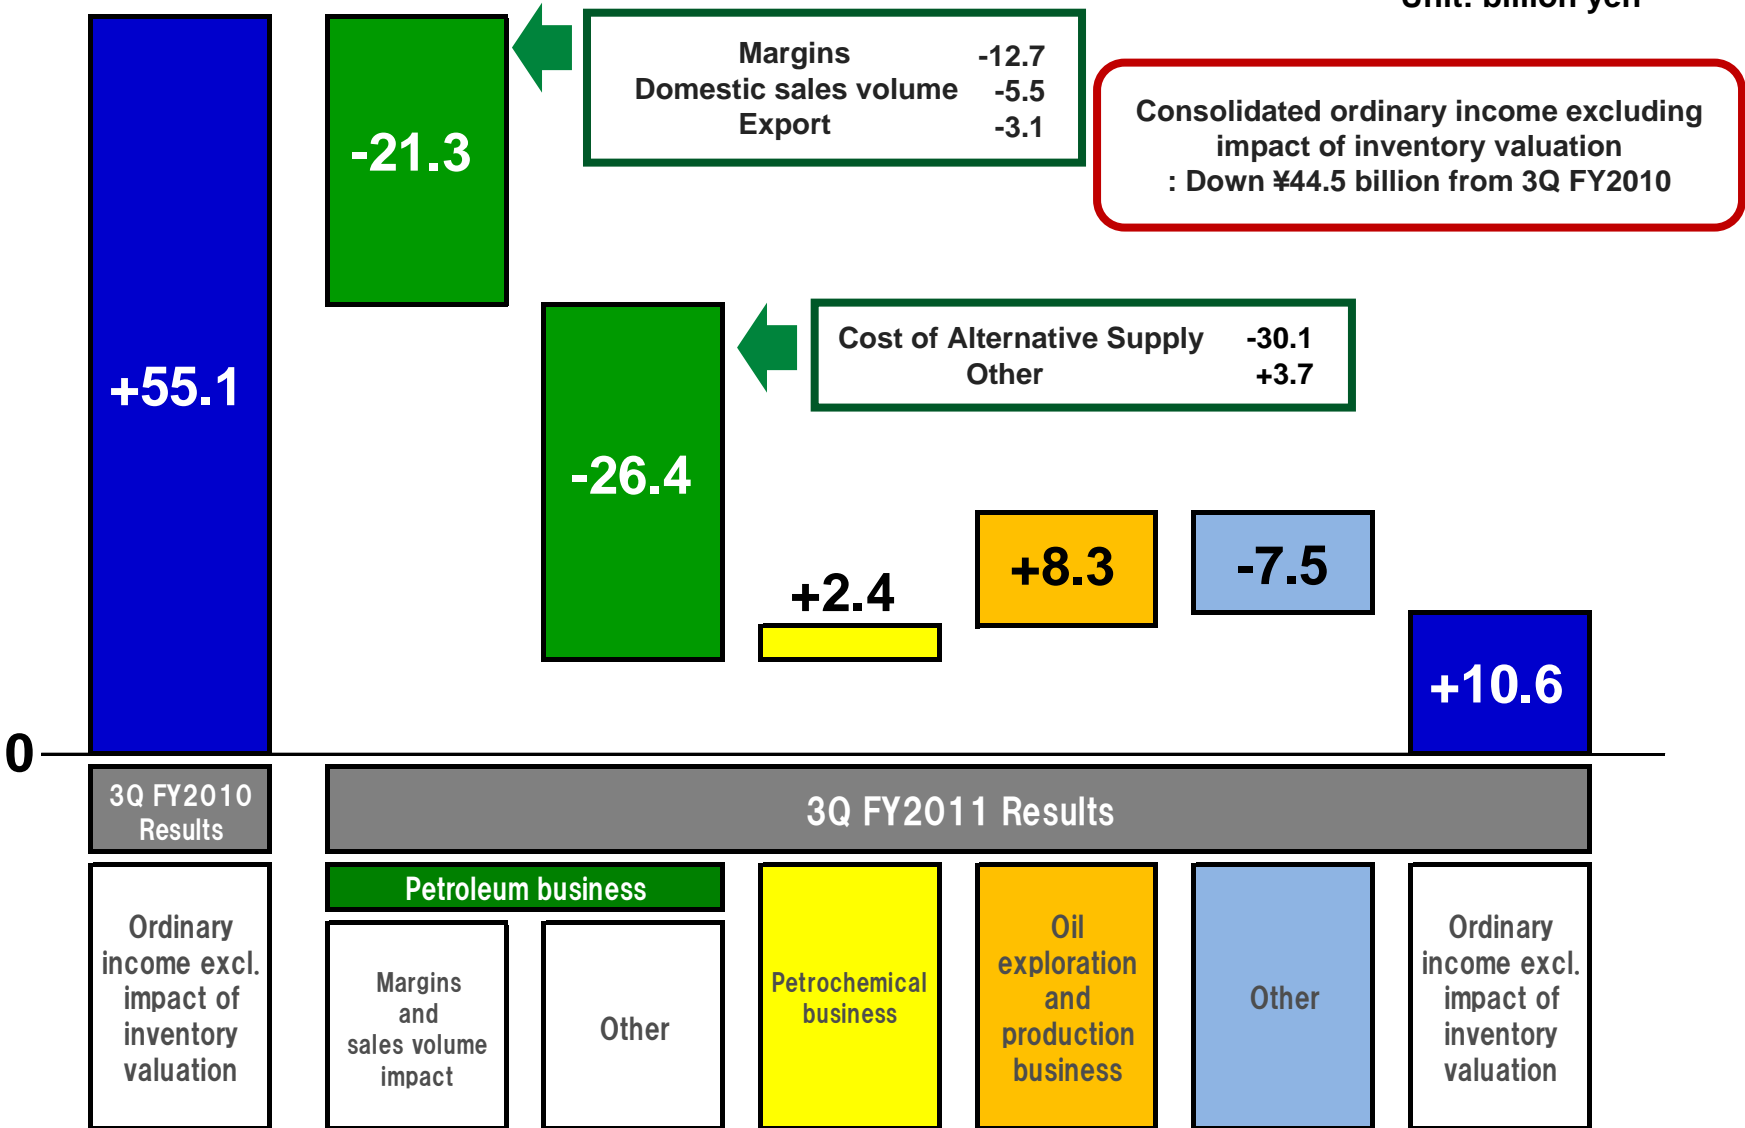 Unit: billion yen
Margins -12.7
Domestic sales volume -5.5
Export -3.1
Consolidated ordinary income excluding
impact of inventory valuation
: Down ¥44.5 billion from 3Q FY2010
-21.3
+55.1
Cost of Alternative Supply -30.1
Other +3.7
-26.4
+2.4
+8.3
-7.5
+10.6
0
3Q FY2010
Results
3Q FY2011 Results
Petroleum business
Ordinary
income excl.
impact of
inventory
valuation
Margins
and
sales volume
impact
Other
Petrochemical
business
Oil
exploration
and
production
business
Other
Ordinary
income excl.
impact of
inventory
valuation